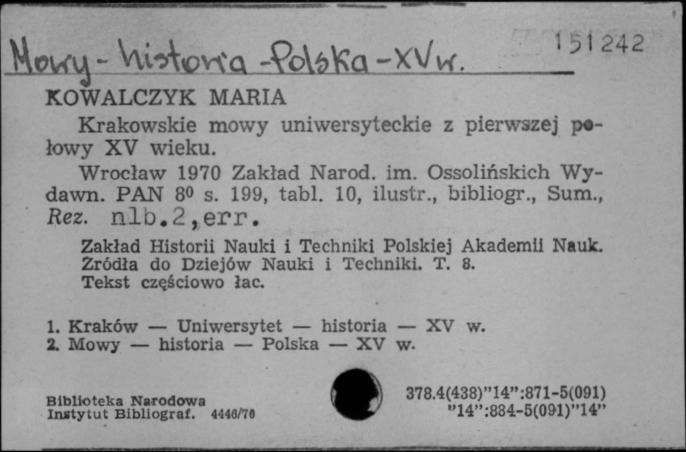 Mowy - historia - Polska - XV w.
151242
KOWALCZYK MARIA
Krakowskie mowy uniwersyteckie z pierwszej po-
łowy XV wieku.
Wrocław 1970 Zakład Narod. im. Ossolińskich Wy-
dawn. PAN 8⁰ s. 199, tabl. 10, ilustr., bibliogr., Sum.,
Rez. nlb.2,err.
Zakład Historii Nauki i Techniki Polskiej Akademii Nauk.
Źródła do Dziejów Nauki i Techniki. T. 8.
Tekst częściowo łac.
1. Kraków — Uniwersytet — historia — XV w.
2. Mowy — historia — Polska — XV w.
Biblioteka Narodowa
Instytut Bibliograf. 4446/70
378.4(438)"14":871-5(091)
"14":884-5(091)"14"